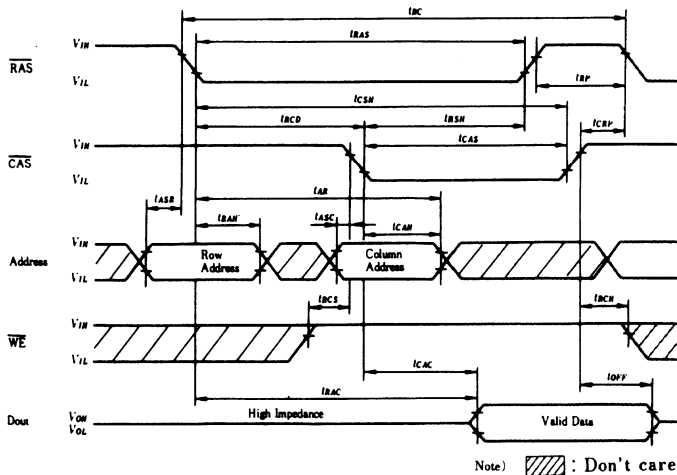 tRC
VIH
tRAS
RAS
tRP
VIL
tCSH
tRCD
tRSH
tCRP
VIH
tCAS
CAS
VIL
tASR
tAR
tRAH
tASC
tCAH
VIH
Address
Row
Address
Column
Address
VIL
tRCS
tRCH
VIH
WE
VIL
tCAC
tOFF
tRAC
Dout
VOH
VOL
High Impedance
Valid Data
Note)
: Don't care